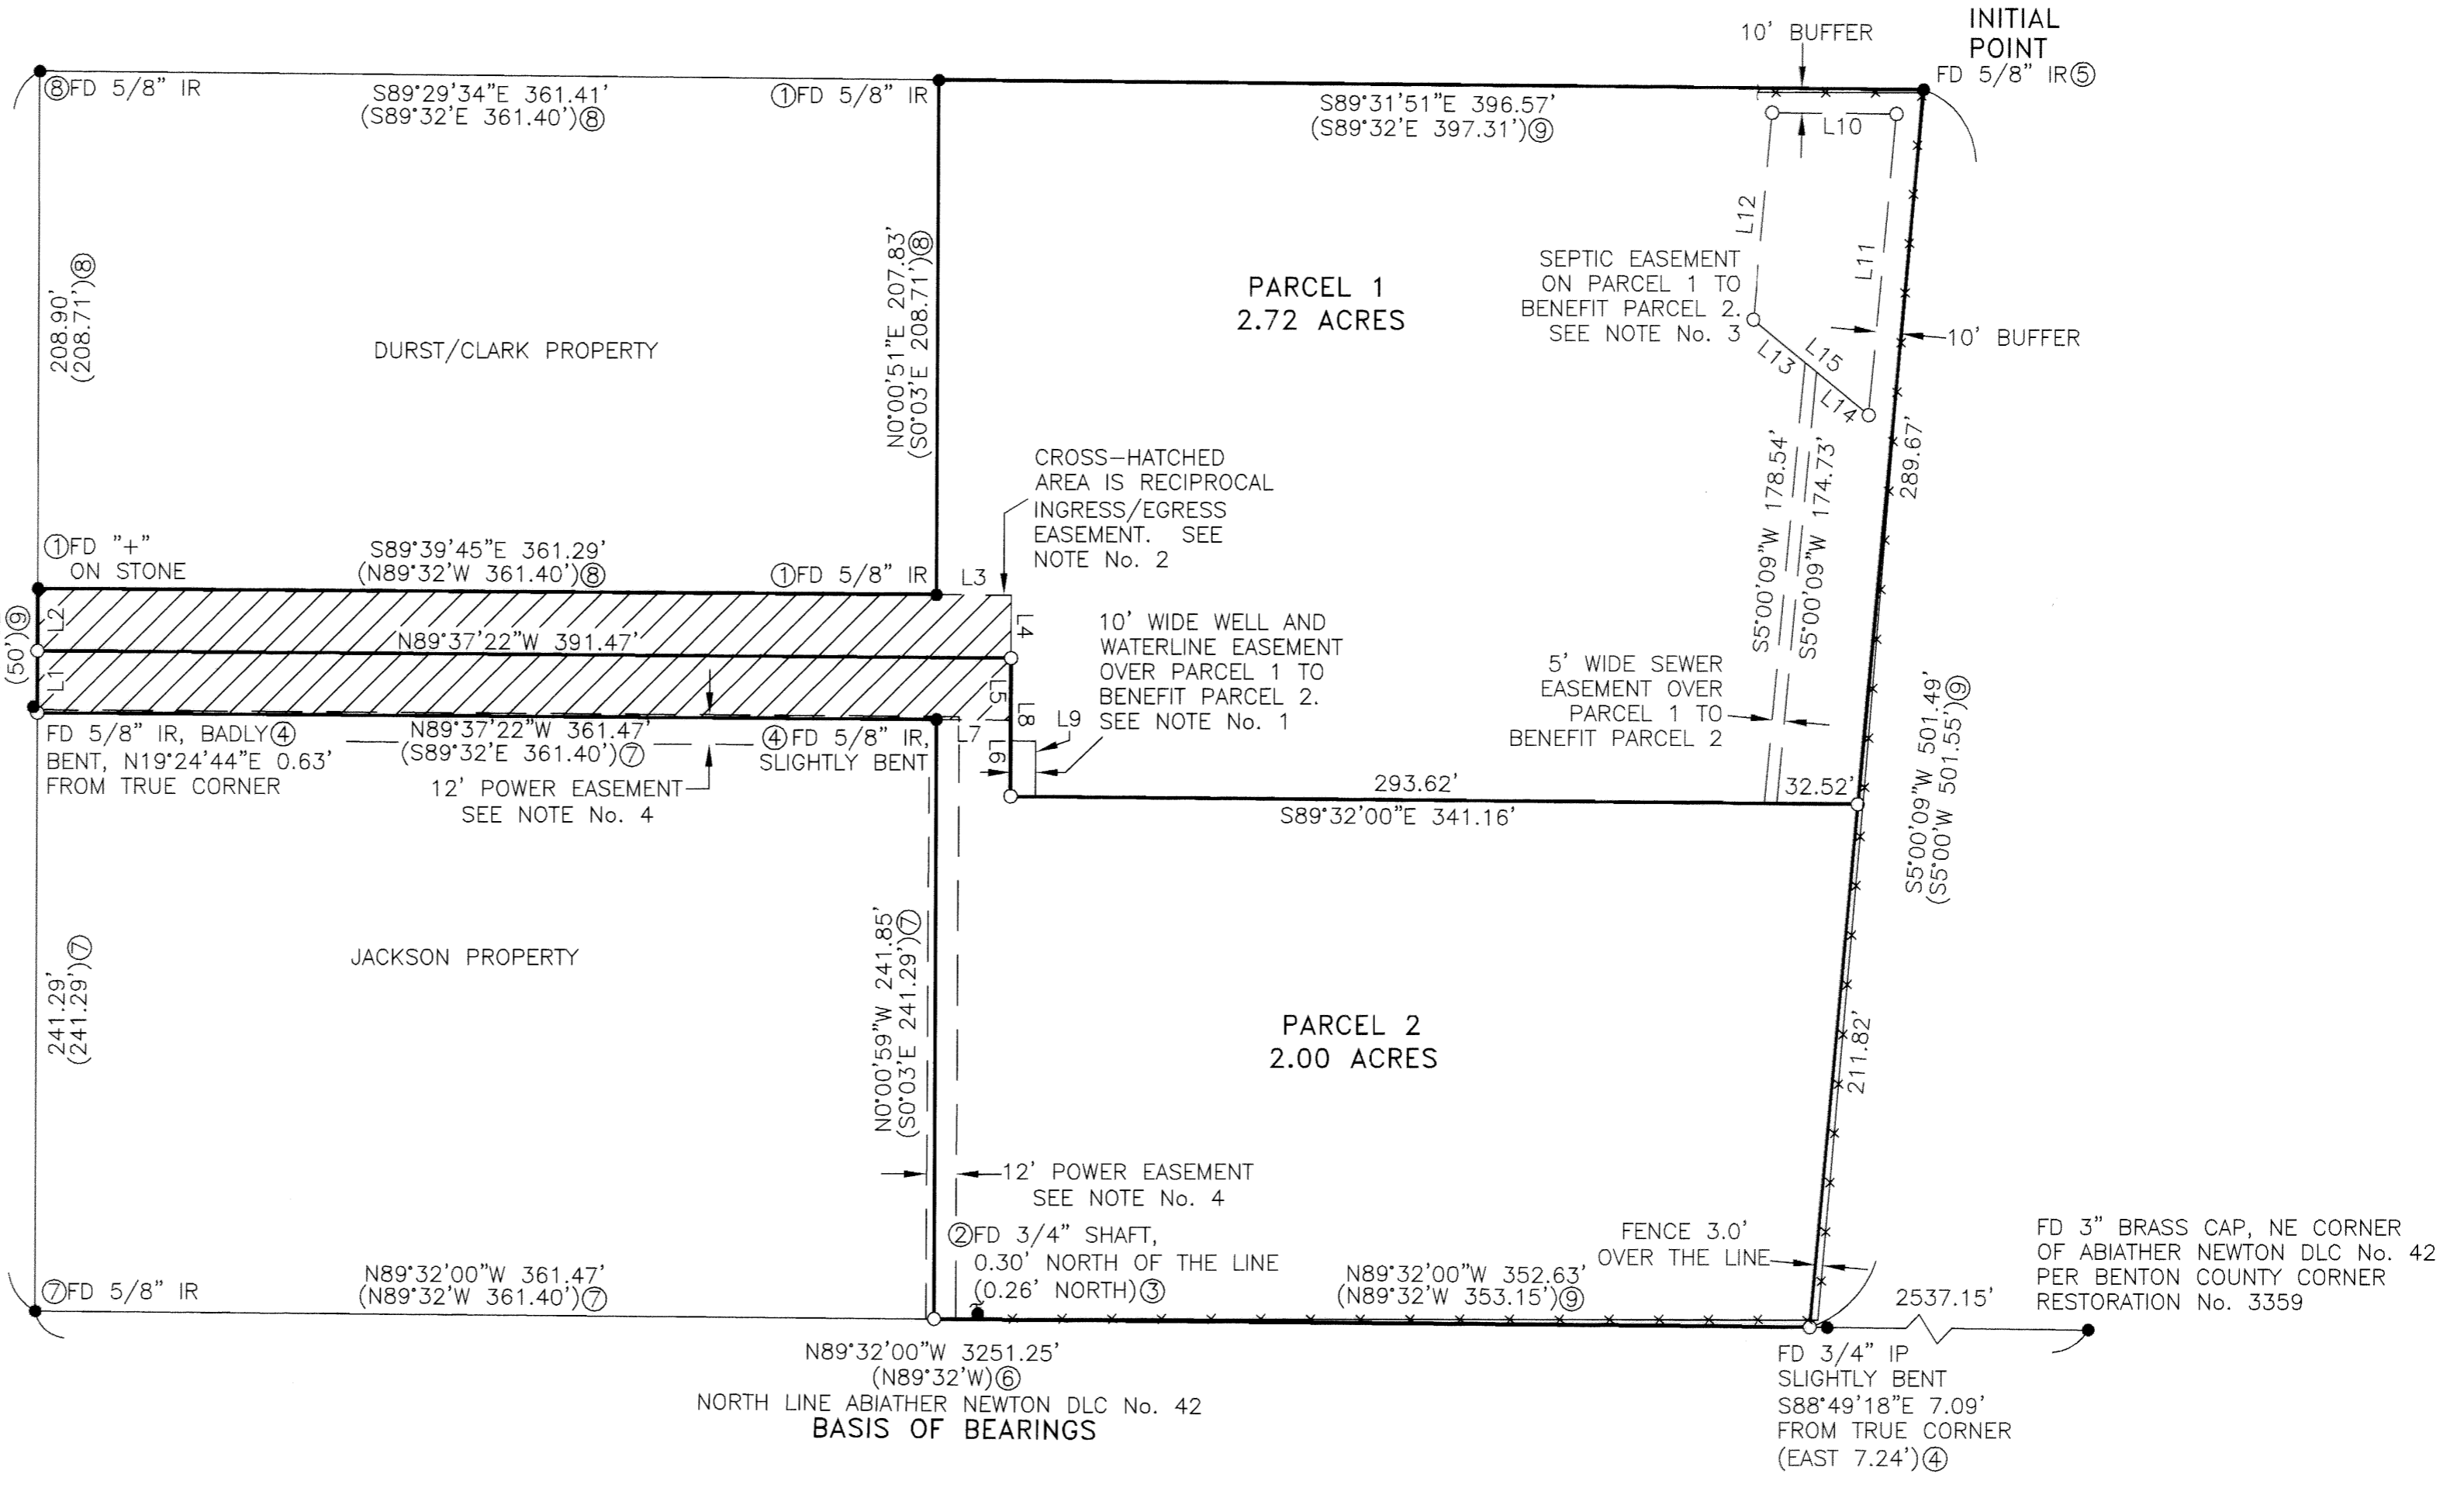 INITIAL
POINT
FD 5/8" IR⑤
10' BUFFER
⑧FD 5/8" IR
S89°29'34"E 361.41'
(S89°32'E 361.40')⑧
①FD 5/8" IR
S89°31'51"E 396.57'
(S89°32'E 397.31')⑨
L10
L12
L11
208.90'
(208.71')⑧
DURST/CLARK PROPERTY
N0°00'51"E 207.83'
(S0°03'E 208.71')⑧
PARCEL 1
2.72 ACRES
SEPTIC EASEMENT
ON PARCEL 1 TO
BENEFIT PARCEL 2.
SEE NOTE No. 3
10' BUFFER
L13
L15
L14
289.67'
CROSS-HATCHED
AREA IS RECIPROCAL
INGRESS/EGRESS
EASEMENT. SEE
NOTE No. 2
S5°00'09"W 178.54'
S5°00'09"W 174.73'
①FD "+"
ON STONE
S89°39'45"E 361.29'
(N89°32'W 361.40')⑧
①FD 5/8" IR
L3
(50')⑨
L2
L1
N89°37'22"W 391.47'
L4
L5
L8
L6
L9
L7
10' WIDE WELL AND
WATERLINE EASEMENT
OVER PARCEL 1 TO
BENEFIT PARCEL 2.
SEE NOTE No. 1
5' WIDE SEWER
EASEMENT OVER
PARCEL 1 TO
BENEFIT PARCEL 2
FD 5/8" IR, BADLY④
BENT, N19°24'44"E 0.63'
FROM TRUE CORNER
N89°37'22"W 361.47'
(S89°32'E 361.40')⑦
④FD 5/8" IR,
SLIGHTLY BENT
12' POWER EASEMENT
SEE NOTE No. 4
293.62'
32.52'
S89°32'00"E 341.16'
S5°00'09"W 501.49'
(S5°00'W 501.55')⑨
241.29'
(241.29')⑦
JACKSON PROPERTY
N0°00'59"W 241.85'
(S0°03'E 241.29')⑦
PARCEL 2
2.00 ACRES
211.82'
12' POWER EASEMENT
SEE NOTE No. 4
②FD 3/4" SHAFT,
0.30' NORTH OF THE LINE
(0.26' NORTH)③
FENCE 3.0'
OVER THE LINE
N89°32'00"W 352.63'
(N89°32'W 353.15')⑨
FD 3" BRASS CAP, NE CORNER
OF ABIATHER NEWTON DLC No. 42
PER BENTON COUNTY CORNER
RESTORATION No. 3359
2537.15'
⑦FD 5/8" IR
N89°32'00"W 361.47'
(N89°32'W 361.40')⑦
N89°32'00"W 3251.25'
(N89°32'W)⑥
NORTH LINE ABIATHER NEWTON DLC No. 42
BASIS OF BEARINGS
FD 3/4" IP
SLIGHTLY BENT
S88°49'18"E 7.09'
FROM TRUE CORNER
(EAST 7.24')④